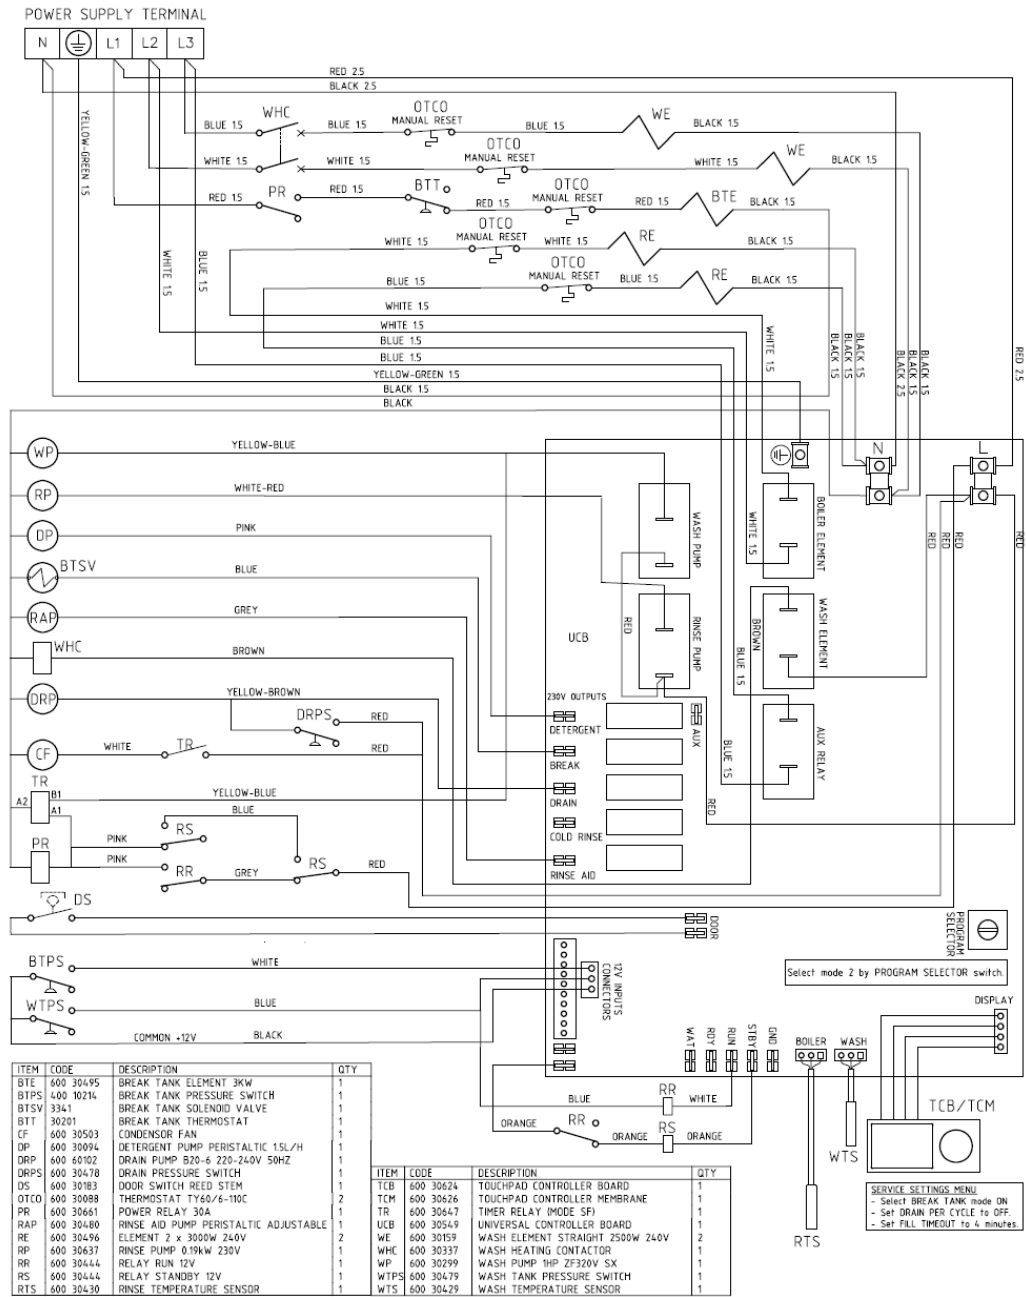 POWER SUPPLY TERMINAL
N L1 L2 L3
RED 2.5
BLACK 2.5
YELLOW-GREEN 1.5
WHC
BLUE 1.5
BLUE 1.5
OTCO
MANUAL RESET
BLUE 1.5
WE
BLACK 1.5
WHITE 1.5
WHITE 1.5
OTCO
MANUAL RESET
WHITE 1.5
WE
BLACK 1.5
RED 1.5
PR
RED 1.5
BTT
RED 1.5
OTCO
MANUAL RESET
RED 1.5
BTE
BLACK 1.5
WHITE 1.5
OTCO
MANUAL RESET
WHITE 1.5
RE
BLACK 1.5
BLUE 1.5
OTCO
MANUAL RESET
BLUE 1.5
RE
BLACK 1.5
WHITE 1.5
BLUE 1.5
WHITE 1.5
WHITE 1.5
BLUE 1.5
BLUE 1.5
YELLOW-GREEN 1.5
BLACK 1.5
BLACK
WHITE 1.5
BLACK 1.5
BLACK 1.5
BLACK 1.5
BLACK 2.5
BLACK 1.5
BLACK 1.5
RED 2.5
WP
YELLOW-BLUE
RP
WHITE-RED
DP
PINK
BTSV
BLUE
RAP
GREY
WHC
BROWN
DRP
YELLOW-BROWN
DRPS
RED
CF
WHITE
TR
RED
TR
A2
B1
A1
YELLOW-BLUE
BLUE
PR
PINK
PINK
RS
RR
GREY
RS
RED
DS
N
L
WASH PUMP
WHITE 1.5
BOILER ELEMENT
RED
RED
RED
RED
UCB
RED
RINSE PUMP
BROWN
BLUE 1.5
WASH ELEMENT
230V OUTPUTS
DETERGENT
AUX
BREAK
BLUE 1.5
AUX RELAY
DRAIN
RED
COLD RINSE
RINSE AID
DOOR
PROGRAM SELECTOR
BTPS
WHITE
WTPS
BLUE
COMMON +12V
BLACK
12V INPUTS CONNECTORS
Select mode 2 by PROGRAM SELECTOR switch.
DISPLAY
WAT
RDY
RUN
STBY
GND
BOILER
WASH
BLUE
RR
WHITE
ORANGE
RR
ORANGE
RS
ORANGE
WTS
RTS
TCB/TCM
SERVICE SETTINGS MENU
- Select BREAK TANK mode ON
- Set DRAIN PER CYCLE to OFF.
- Set FILL TIMEOUT to 4 minutes.
ITEM CODE DESCRIPTION QTY
BTE 600 30495 BREAK TANK ELEMENT 3KW 1
BTPS 400 10214 BREAK TANK PRESSURE SWITCH 1
BTSV 3341 BREAK TANK SOLENOID VALVE 1
BTT 30201 BREAK TANK THERMOSTAT 1
CF 600 30503 CONDENSOR FAN 1
DP 600 30094 DETERGENT PUMP PERISTALTIC 1.5L/H 1
DRP 600 60102 DRAIN PUMP B20-6 220-240V 50HZ 1
DRPS 600 30478 DRAIN PRESSURE SWITCH 1
DS 600 30183 DOOR SWITCH REED STEM 1
OTCO 600 30088 THERMOSTAT TY60/6-110C 2
PR 600 30661 POWER RELAY 30A 1
RAP 600 30480 RINSE AID PUMP PERISTALTIC ADJUSTABLE 1
RE 600 30496 ELEMENT 2 x 3000W 240V 2
RP 600 30637 RINSE PUMP 0.19kW 230V 1
RR 600 30444 RELAY RUN 12V 1
RS 600 30444 RELAY STANDBY 12V 1
RTS 600 30430 RINSE TEMPERATURE SENSOR 1
ITEM CODE DESCRIPTION QTY
TCB 600 30624 TOUCHPAD CONTROLLER BOARD 1
TCM 600 30626 TOUCHPAD CONTROLLER MEMBRANE 1
TR 600 30647 TIMER RELAY (MODE SF) 1
UCB 600 30549 UNIVERSAL CONTROLLER BOARD 1
WE 600 30159 WASH ELEMENT STRAIGHT 2500W 240V 2
WHC 600 30337 WASH HEATING CONTACTOR 1
WP 600 30299 WASH PUMP 1HP ZF320V SX 1
WTPS 600 30479 WASH TANK PRESSURE SWITCH 1
WTS 600 30429 WASH TEMPERATURE SENSOR 1